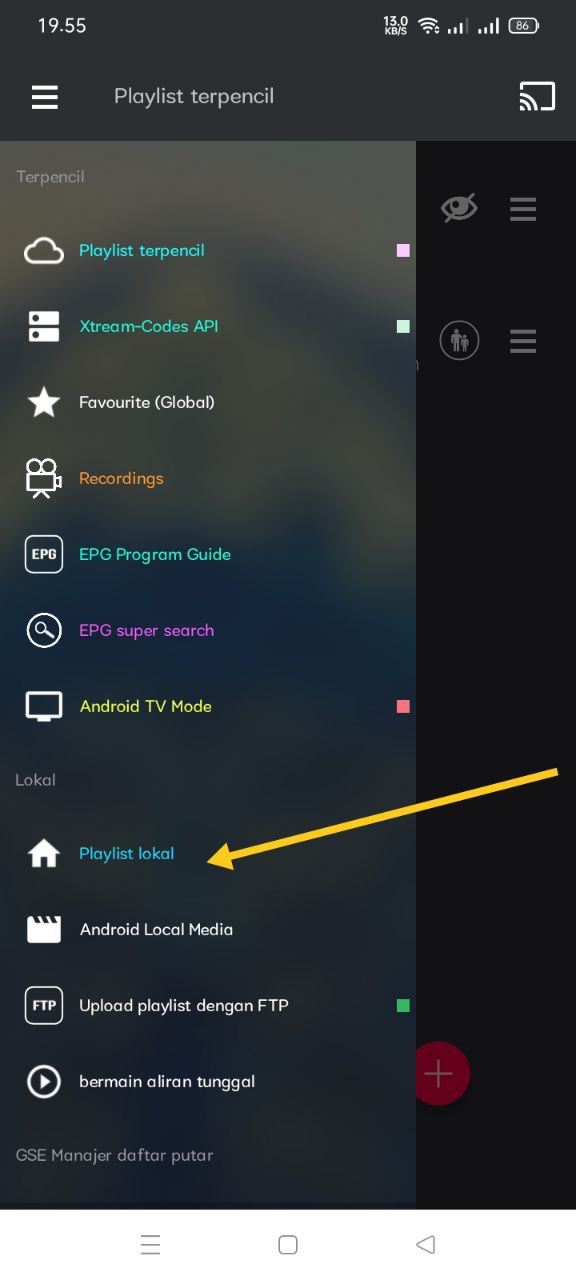 19.55
13.0
KB/S
86
Playlist terpencil
Terpencil
Playlist terpencil
Xtream-Codes API
Favourite (Global)
Recordings
EPG
EPG Program Guide
EPG super search
Android TV Mode
Lokal
Playlist lokal
Android Local Media
FTP
Upload playlist dengan FTP
bermain aliran tunggal
GSE Manajer daftar putar